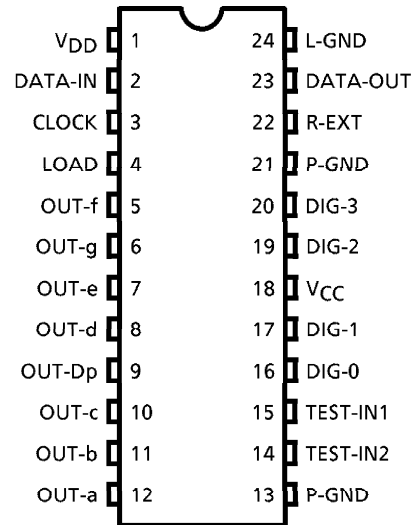 VDD 1 24 L-GND
DATA-IN 2 23 DATA-OUT
CLOCK 3 22 R-EXT
LOAD 4 21 P-GND
OUT-f 5 20 DIG-3
OUT-g 6 19 DIG-2
OUT-e 7 18 VCC
OUT-d 8 17 DIG-1
OUT-Dp 9 16 DIG-0
OUT-c 10 15 TEST-IN1
OUT-b 11 14 TEST-IN2
OUT-a 12 13 P-GND